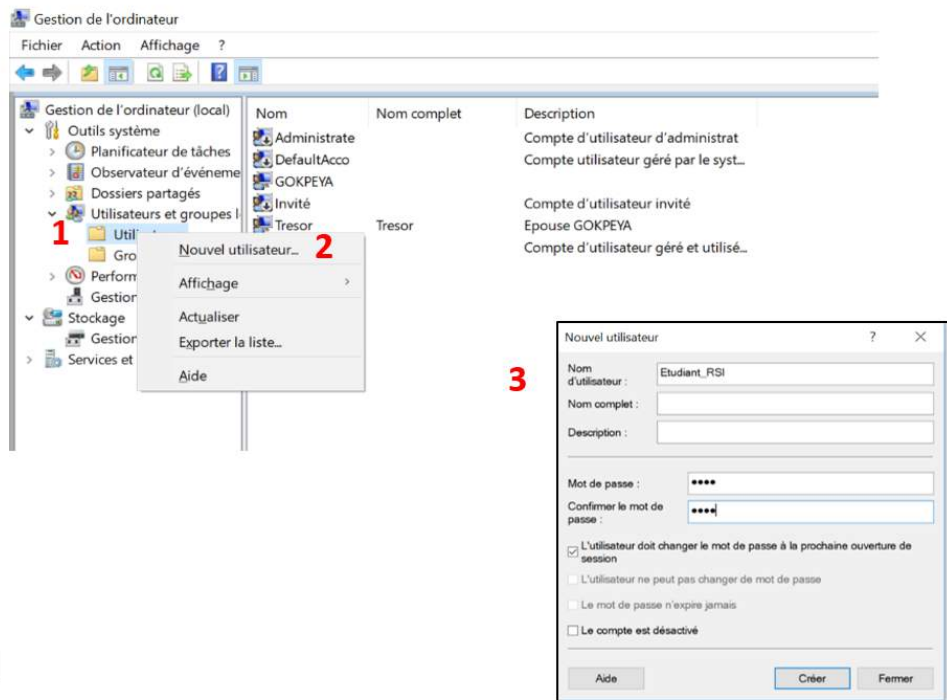 Gestion de l'ordinateur
Fichier Action Affichage ?
Gestion de l'ordinateur (local)
Outils système
Planificateur de tâches
Observateur d'événeme
Dossiers partagés
Utilisateurs et groupes l
1
Util
Gro
Perform
Gestion
Stockage
Gestion
Services et
Nom Nom complet Description
Administrate Compte d'utilisateur d'administrat
DefaultAcco Compte utilisateur géré par le syst...
GOKPEYA
Invité Compte d'utilisateur invité
Tresor Tresor Epouse GOKPEYA
Compte d'utilisateur géré et utilisé...
Nouvel utilisateur... 2
Affichage
Actualiser
Exporter la liste...
Aide
3
Nouvel utilisateur ?
Nom
d'utilisateur : Etudiant_RSI
Nom complet :
Description :
Mot de passe : ••••
Confirmer le mot de
passe : ••••
L'utilisateur doit changer le mot de passe à la prochaine ouverture de
session
L'utilisateur ne peut pas changer de mot de passe
Le mot de passe n'expire jamais
Le compte est désactivé
Aide Créer Fermer